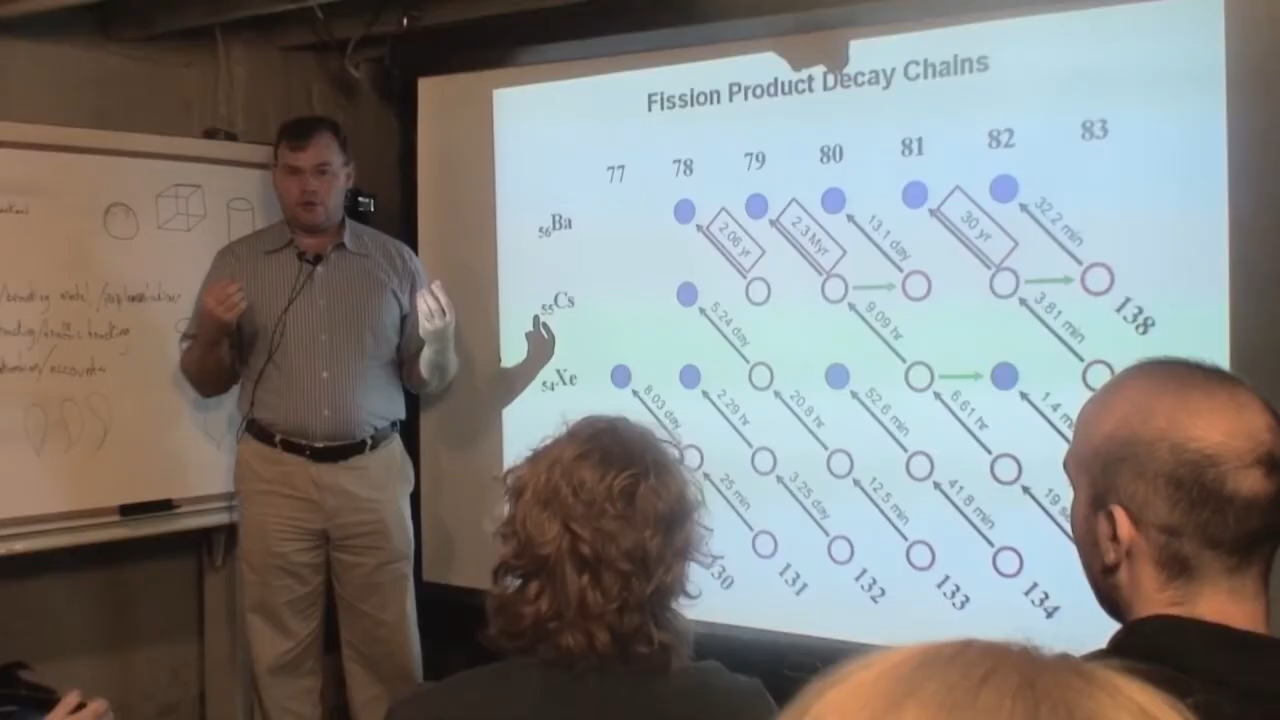 Fission Product Decay Chains
77 78 79 80 81 82 83
56Ba
2.06 yr 2.3 Myr 13.1 day 30 yr 32.2 min
55Cs
5.24 day 9.09 hr 3.81 min 138
54Xe
8.03 day 2.29 hr 20.8 hr 52.6 min 6.61 hr 1.4 m
25 min 3.25 day 12.5 min 41.8 min 19
131 132 133 134